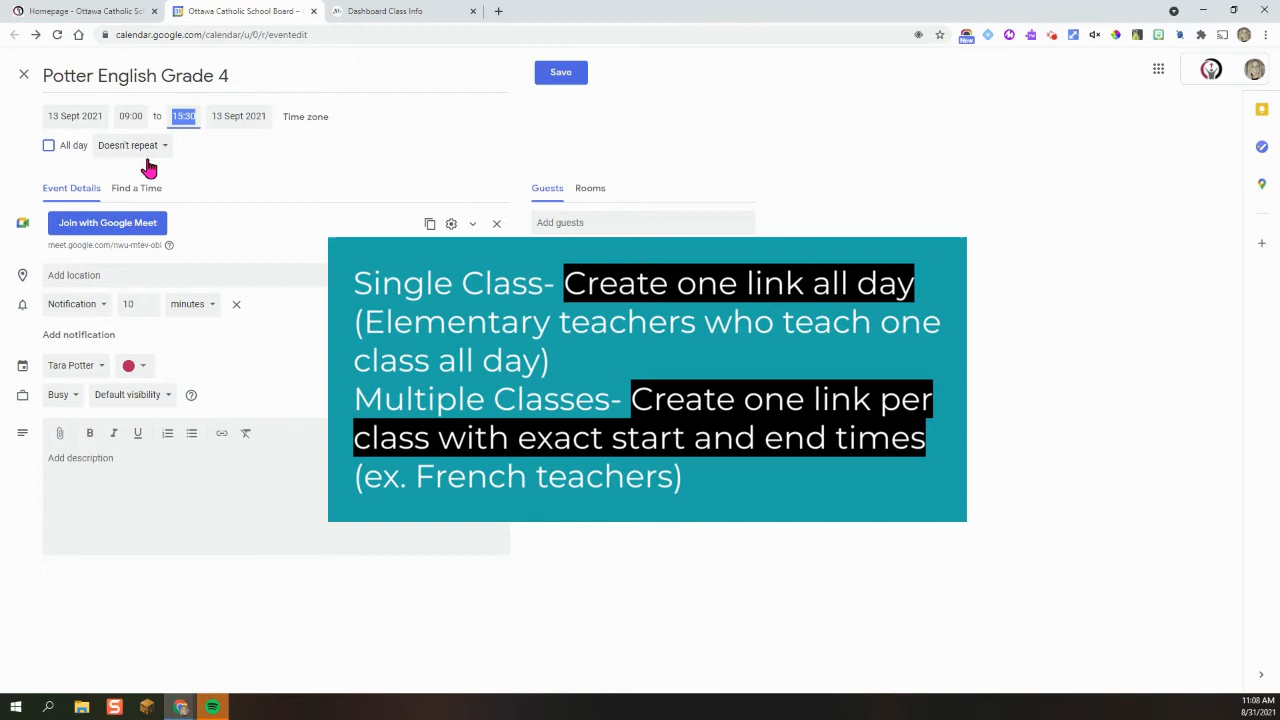 Homepage - Ottawa Catholic Sc
Ottawa Catholic School Board –
Dashboard Class Info
calendar.google.com/calendar/u/0/r/eventedit
New
Potter English Grade 4
Save
13 Sept 2021 09:00 to 15:30 13 Sept 2021 Time zone
All day Doesn't repeat
Event Details Find a Time
Guests Rooms
Join with Google Meet
Add guests
meet.google.com/nwu-mtev-obi
Add location
Notification 10 minutes
Add notification
Tara Potter
Busy Default visibility
B I U
Add description
Single Class- Create one link all day
(Elementary teachers who teach one
class all day)
Multiple Classes- Create one link per
class with exact start and end times
(ex. French teachers)
11:08 AM
8/31/2021